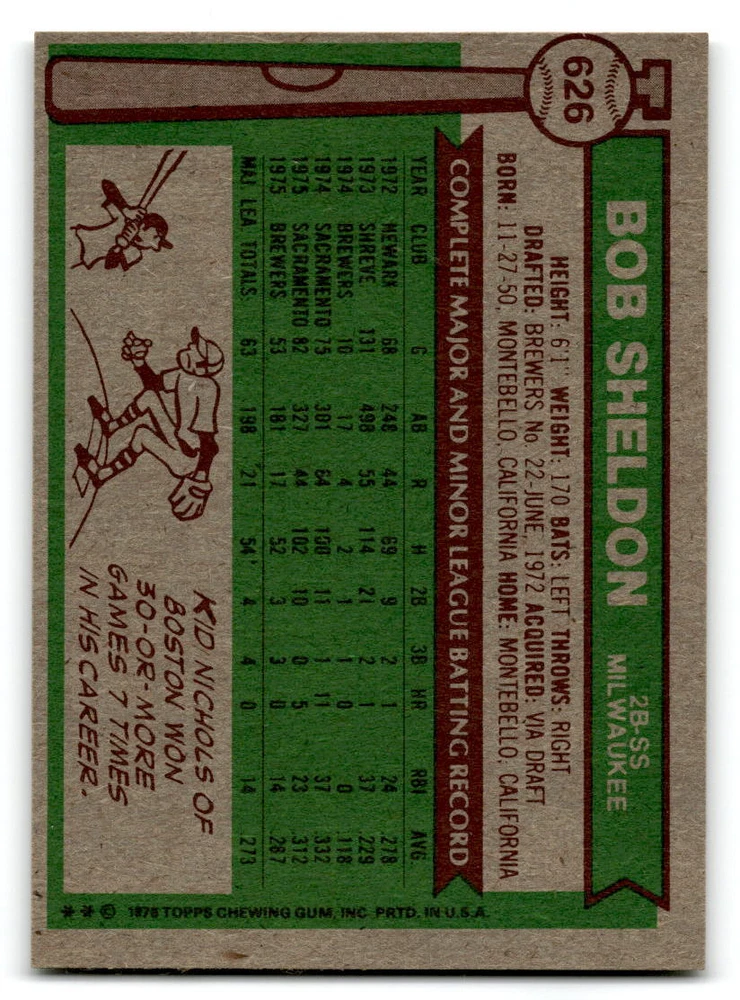 626
BOB SHELDON
2B-SS
MILWAUKEE
HEIGHT: 6'1" WEIGHT: 170 BATS: LEFT THROWS: RIGHT
DRAFTED: BREWERS No. 22-JUNE, 1972 ACQUIRED: VIA DRAFT
BORN: 11-27-50, MONTEBELLO, CALIFORNIA HOME: MONTEBELLO, CALIFORNIA
COMPLETE MAJOR AND MINOR LEAGUE BATTING RECORD
YEAR CLUB G AB R H 2B 3B HR RBI AVG.
1972 NEWARK 68 248 44 69 9 2 1 24 .278
1973 SHREVE. 131 498 55 114 21 2 1 37 .229
1974 BREWERS 10 17 4 2 1 1 0 0 .118
1974 SACRAMENTO 75 301 64 100 11 1 11 37 .332
1975 SACRAMENTO 82 327 44 102 10 0 5 23 .312
1975 BREWERS 53 181 17 52 3 3 0 14 .287
MAJ. LEA. TOTALS 63 198 21 54 4 4 0 14 .273
KID NICHOLS OF
BOSTON WON
30-OR-MORE
GAMES 7 TIMES
IN HIS CAREER.
** © 1976 TOPPS CHEWING GUM, INC. PRTD. IN U.S.A.